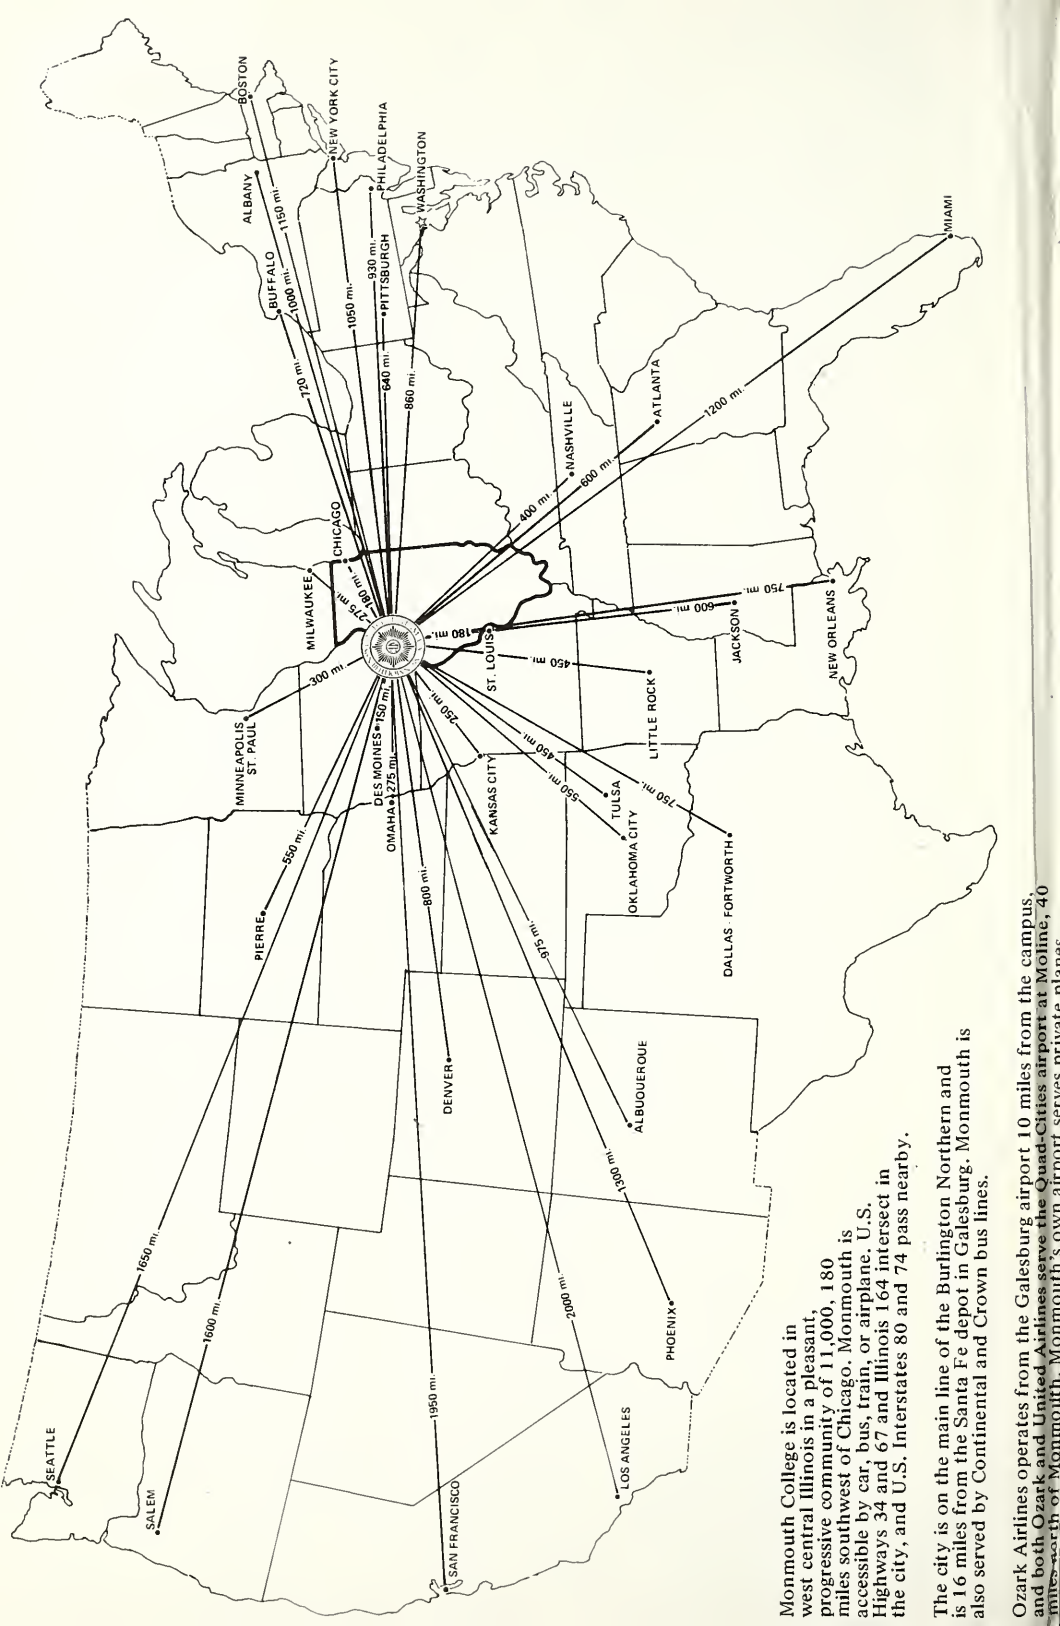 SEATTLE
SALEM
SAN FRANCISCO
LOS ANGELES
PHOENIX
1650 mi.
1600 mi.
1950 mi.
2000 mi.
1300 mi.
DENVER
ALBUQUERQUE
PIERRE
550 mi.
800 mi.
975 mi.
MINNEAPOLIS
ST. PAUL
300 mi.
DES MOINES
150 mi.
OMAHA
275 mi.
KANSAS CITY
250 mi.
TULSA
450 mi.
OKLAHOMA CITY
550 mi.
DALLAS - FORTWORTH
750 mi.
LITTLE ROCK
450 mi.
ST. LOUIS
180 mi.
JACKSON
600 mi.
NEW ORLEANS
750 mi.
MILWAUKEE
275 mi.
CHICAGO
180 mi.
NASHVILLE
400 mi.
ATLANTA
600 mi.
MIAMI
1200 mi.
BUFFALO
720 mi.
ALBANY
1000 mi.
BOSTON
1150 mi.
NEW YORK CITY
1050 mi.
PHILADELPHIA
930 mi.
PITTSBURGH
640 mi.
WASHINGTON
860 mi.
Monmouth College is located in
west central Illinois in a pleasant,
progressive community of 11,000, 180
miles southwest of Chicago. Monmouth is
accessible by car, bus, train, or airplane. U.S.
Highways 34 and 67 and Illinois 164 intersect in
the city, and U.S. Interstates 80 and 74 pass nearby.
The city is on the main line of the Burlington Northern and
is 16 miles from the Santa Fe depot in Galesburg. Monmouth is
also served by Continental and Crown bus lines.
Ozark Airlines operates from the Galesburg airport 10 miles from the campus,
and both Ozark and United Airlines serve the Quad-Cities airport at Moline, 40
miles north of Monmouth. Monmouth's own airport serves private planes.